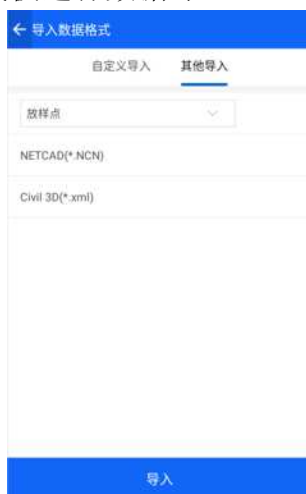 导入数据格式
自定义导入 其他导入
放样点
NETCAD(*.NCN)
Civil 3D(*.xml)
导入